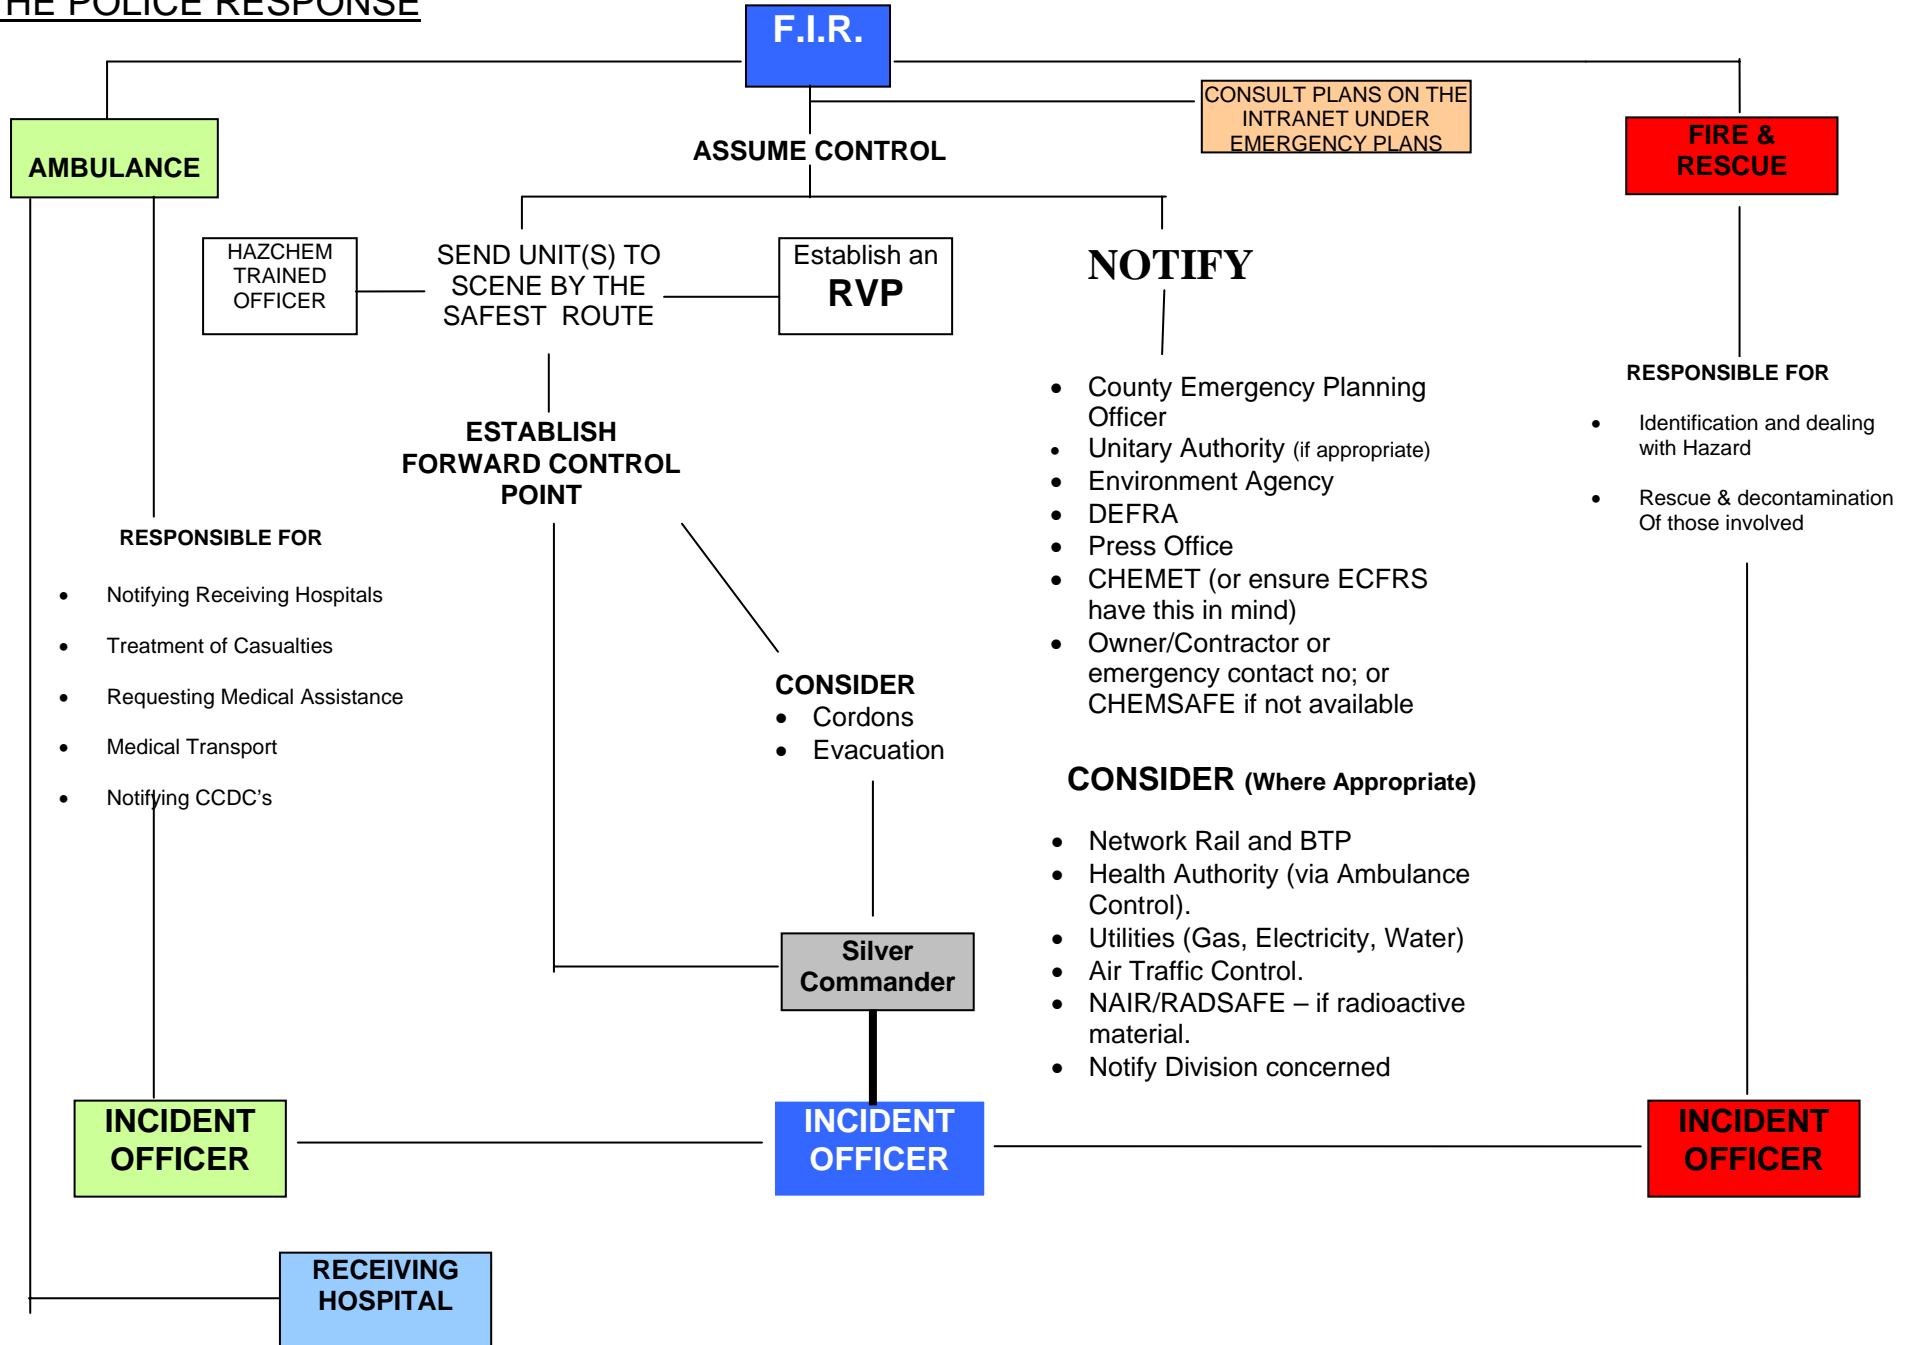 THE POLICE RESPONSE
F.I.R.
CONSULT PLANS ON THE
INTRANET UNDER
EMERGENCY PLANS
AMBULANCE
ASSUME CONTROL
FIRE &
RESCUE
HAZCHEM
TRAINED
OFFICER
SEND UNIT(S) TO
SCENE BY THE
SAFEST ROUTE
Establish an
RVP
NOTIFY
• County Emergency Planning
Officer
• Unitary Authority (if appropriate)
• Environment Agency
• DEFRA
• Press Office
• CHEMET (or ensure ECFRS
have this in mind)
• Owner/Contractor or
emergency contact no; or
CHEMSAFE if not available
RESPONSIBLE FOR
• Identification and dealing
with Hazard
• Rescue & decontamination
Of those involved
ESTABLISH
FORWARD CONTROL
POINT
RESPONSIBLE FOR
• Notifying Receiving Hospitals
• Treatment of Casualties
• Requesting Medical Assistance
• Medical Transport
• Notifying CCDC's
CONSIDER
• Cordons
• Evacuation
CONSIDER (Where Appropriate)
• Network Rail and BTP
• Health Authority (via Ambulance
Control).
• Utilities (Gas, Electricity, Water)
• Air Traffic Control.
• NAIR/RADSAFE – if radioactive
material.
• Notify Division concerned
Silver
Commander
INCIDENT
OFFICER
INCIDENT
OFFICER
INCIDENT
OFFICER
RECEIVING
HOSPITAL